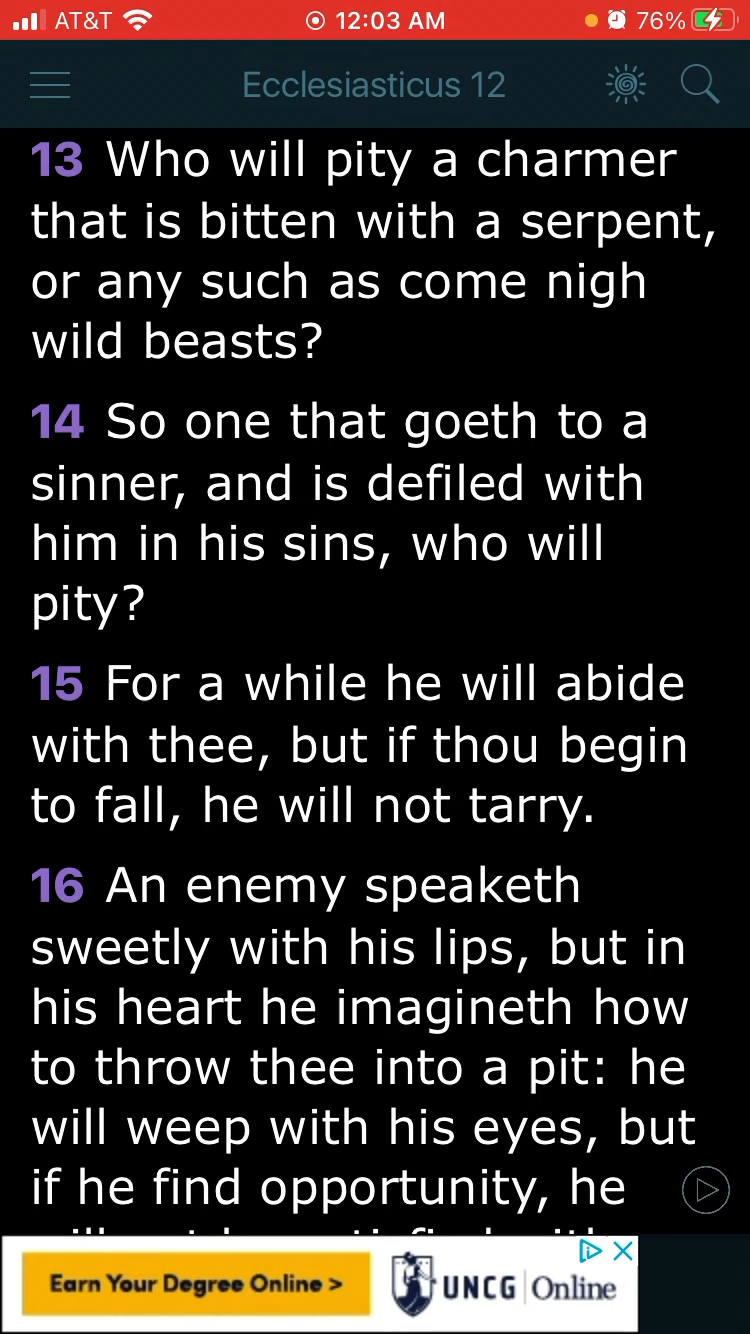 AT&T 12:03 AM 76%
Ecclesiasticus 12
13 Who will pity a charmer
that is bitten with a serpent,
or any such as come nigh
wild beasts?
14 So one that goeth to a
sinner, and is defiled with
him in his sins, who will
pity?
15 For a while he will abide
with thee, but if thou begin
to fall, he will not tarry.
16 An enemy speaketh
sweetly with his lips, but in
his heart he imagineth how
to throw thee into a pit: he
will weep with his eyes, but
if he find opportunity, he
Earn Your Degree Online >
UNCG Online